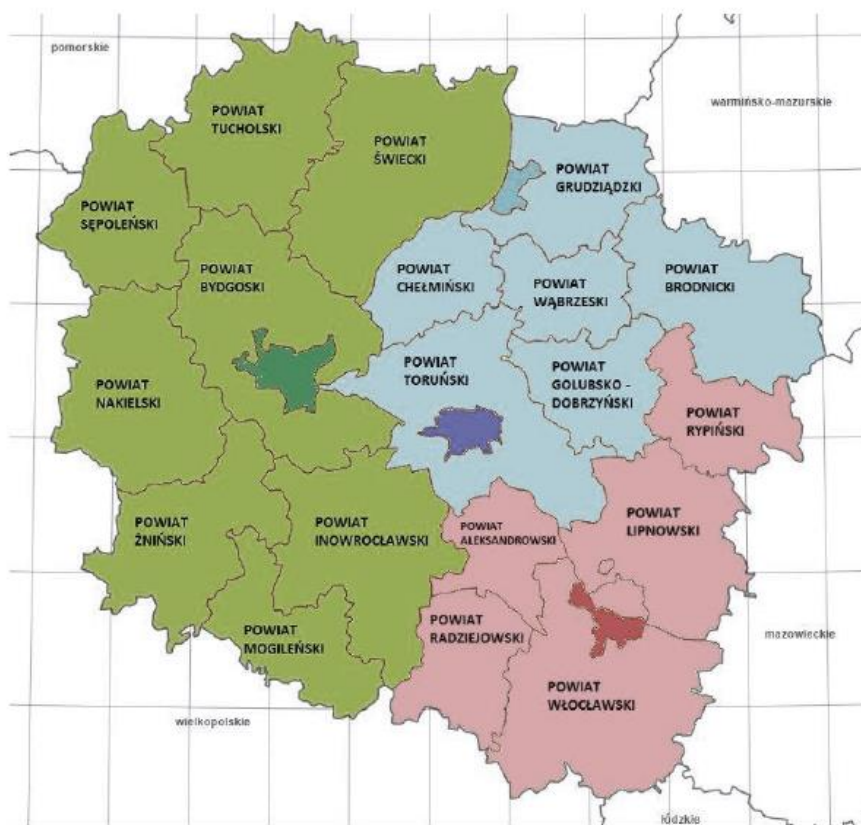 pomorskie
warmińsko-mazurskie
POWIAT
TUCHOLSKI
POWIAT
ŚWIECKI
POWIAT
GRUDZIĄDZKI
POWIAT
SĘPOLEŃSKI
POWIAT
BYDGOSKI
POWIAT
CHEŁMIŃSKI
POWIAT
WĄBRZESKI
POWIAT
BRODNICKI
POWIAT
NAKIELSKI
POWIAT
TORUŃSKI
POWIAT
GOLUBSKO -
DOBRZYŃSKI
POWIAT
RYPIŃSKI
POWIAT
ŻNIŃSKI
POWIAT
INOWROCŁAWSKI
POWIAT
ALEKSANDROWSKI
POWIAT
LIPNOWSKI
POWIAT
MOGILEŃSKI
POWIAT
RADZIEJOWSKI
mazowieckie
POWIAT
WŁOCŁAWSKI
wielkopolskie
łódzkie